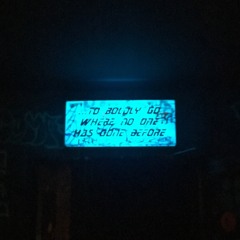 TO BOLDLY GO
WHERE NO ONE
HAS GONE BEFORE